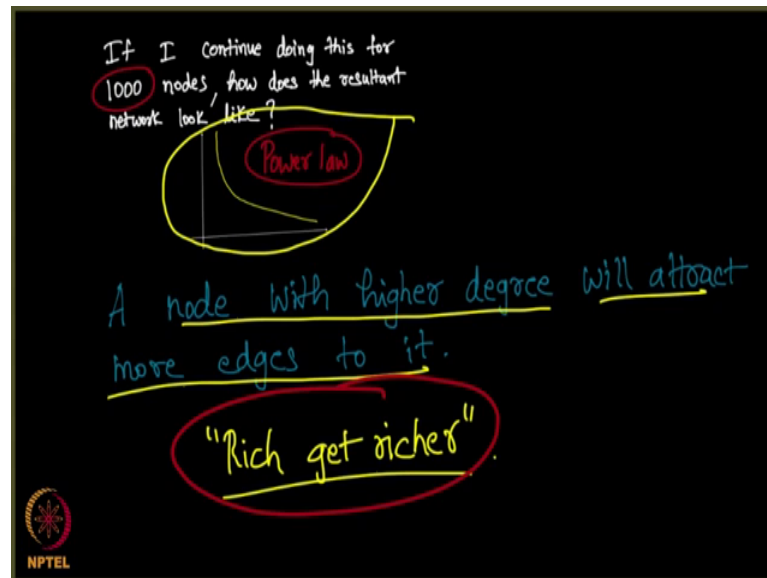 If I continue doing this for
1000 nodes, how does the resultant
network look like?
Power law
A node with higher degree will attract
more edges to it.
"Rich get richer".
NPTEL